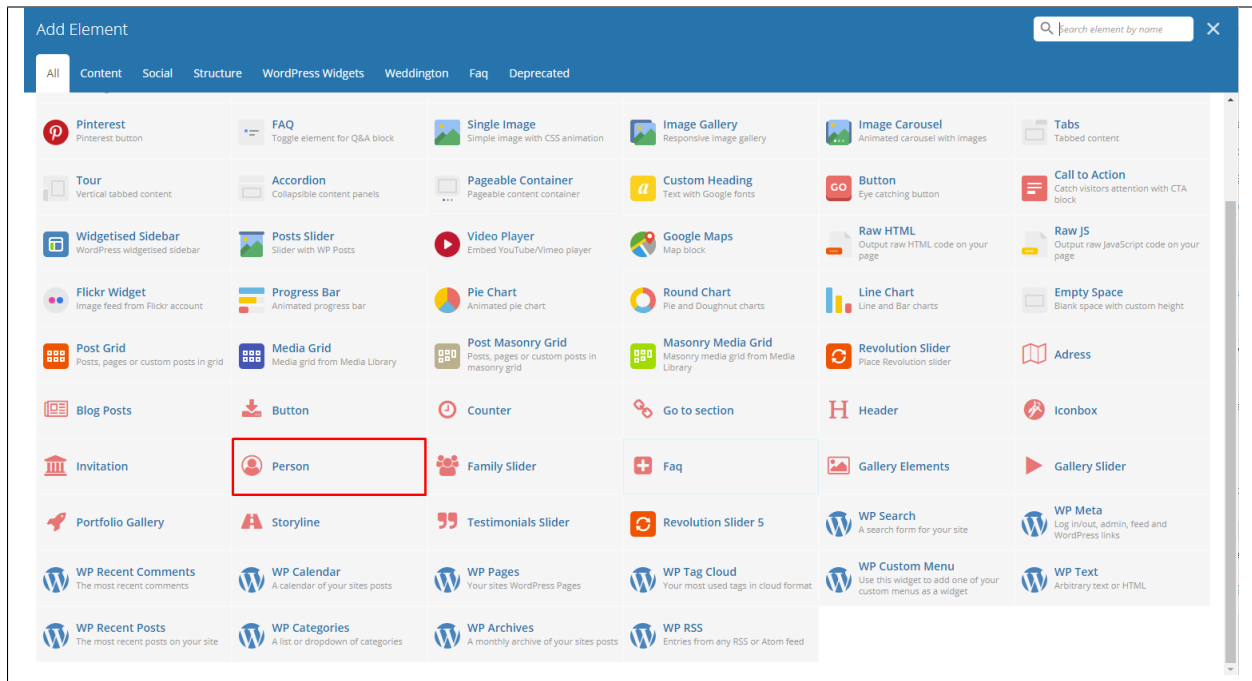 Add Element
Search element by name
All Content Social Structure WordPress Widgets Weddington Faq Deprecated
Pinterest
Pinterest button
FAQ
Toggle element for Q&A block
Single Image
Simple image with CSS animation
Image Gallery
Responsive image gallery
Image Carousel
Animated carousel with images
Tabs
Tabbed content
Tour
Vertical tabbed content
Accordion
Collapsible content panels
Pageable Container
Pageable content container
a
Custom Heading
Text with Google fonts
GO
Button
Eye catching button
Call to Action
Catch visitors attention with CTA
block
Widgetised Sidebar
WordPress widgetised sidebar
Posts Slider
Slider with WP Posts
Video Player
Embed YouTube/Vimeo player
Google Maps
Map block
Raw HTML
Output raw HTML code on your
page
Raw JS
Output raw JavaScript code on your
page
Flickr Widget
Image feed from Flickr account
Progress Bar
Animated progress bar
Pie Chart
Animated pie chart
Round Chart
Pie and Doughnut charts
Line Chart
Line and Bar charts
Empty Space
Blank space with custom height
Post Grid
Posts, pages or custom posts in grid
Media Grid
Media grid from Media Library
Post Masonry Grid
Posts, pages or custom posts in
masonry grid
Masonry Media Grid
Masonry media grid from Media
Library
Revolution Slider
Place Revolution slider
Adress
Blog Posts
Button
Counter
Go to section
H
Header
Iconbox
Invitation
Person
Family Slider
Faq
Gallery Elements
Gallery Slider
Portfolio Gallery
Storyline
Testimonials Slider
Revolution Slider 5
WP Search
A search form for your site
WP Meta
Log in/out, admin, feed and
WordPress links
WP Recent Comments
The most recent comments
WP Calendar
A calendar of your sites posts
WP Pages
Your sites WordPress Pages
WP Tag Cloud
Your most used tags in cloud format
WP Custom Menu
Use this widget to add one of your
custom menus as a widget
WP Text
Arbitrary text or HTML
WP Recent Posts
The most recent posts on your site
WP Categories
A list or dropdown of categories
WP Archives
A monthly archive of your sites posts
WP RSS
Entries from any RSS or Atom feed